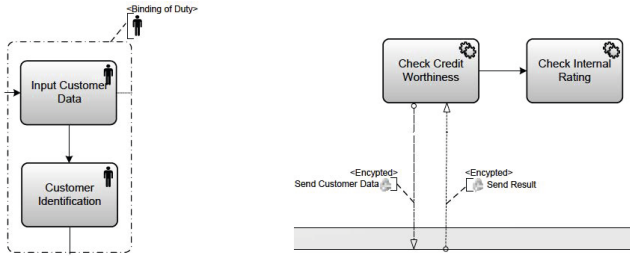 <Binding of Duty>
Input Customer
Data
Customer
Identification
Check Credit
Worthiness
Check Internal
Rating
<Encypted>
Send Customer Data
<Encypted>
Send Result